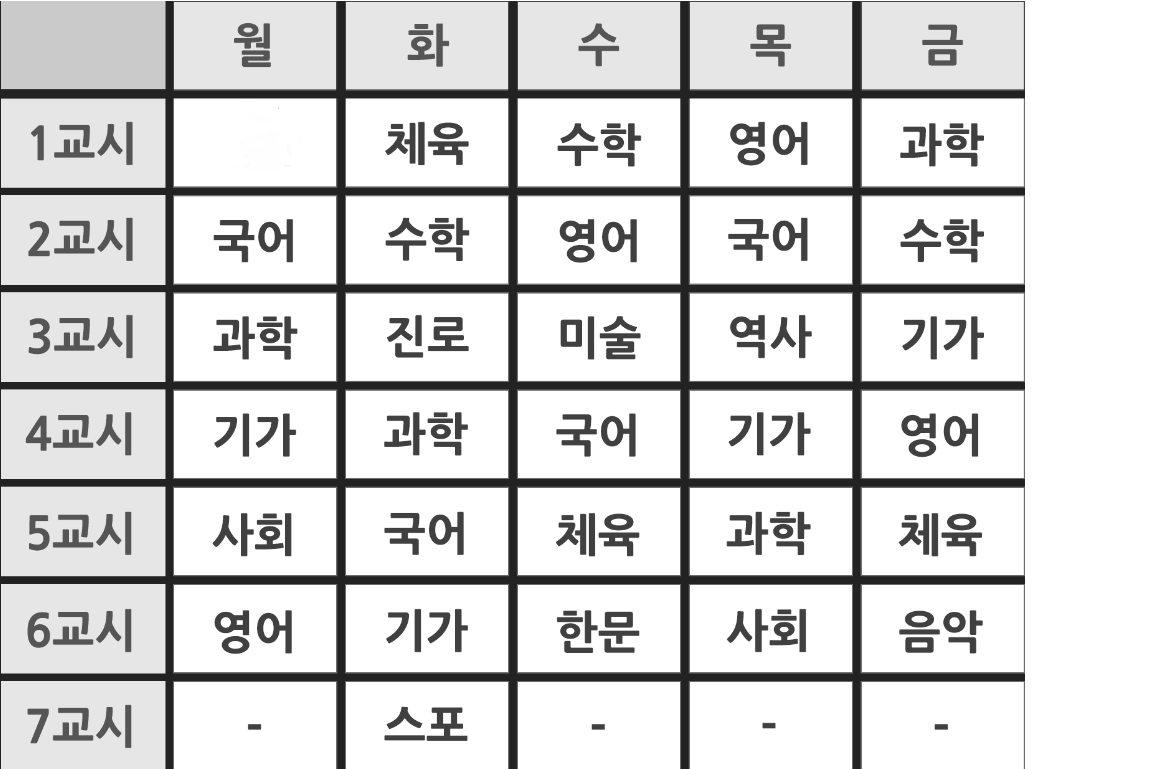 월 화 수 목 금
1교시 체육 수학 영어 과학
2교시 국어 수학 영어 국어 수학
3교시 과학 진로 미술 역사 기가
4교시 기가 과학 국어 기가 영어
5교시 사회 국어 체육 과학 체육
6교시 영어 기가 한문 사회 음악
7교시 - 스포 - - -